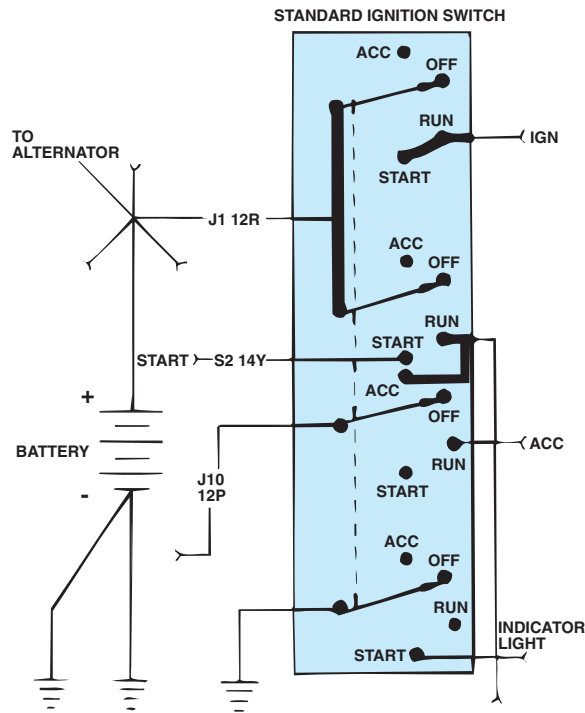 STANDARD IGNITION SWITCH
ACC
OFF
RUN
IGN
START
TO
ALTERNATOR
J1 12R
ACC
OFF
RUN
START
START
S2 14Y
ACC
OFF
+
BATTERY
-
RUN
ACC
J10
12P
START
ACC
OFF
RUN
INDICATOR
LIGHT
START